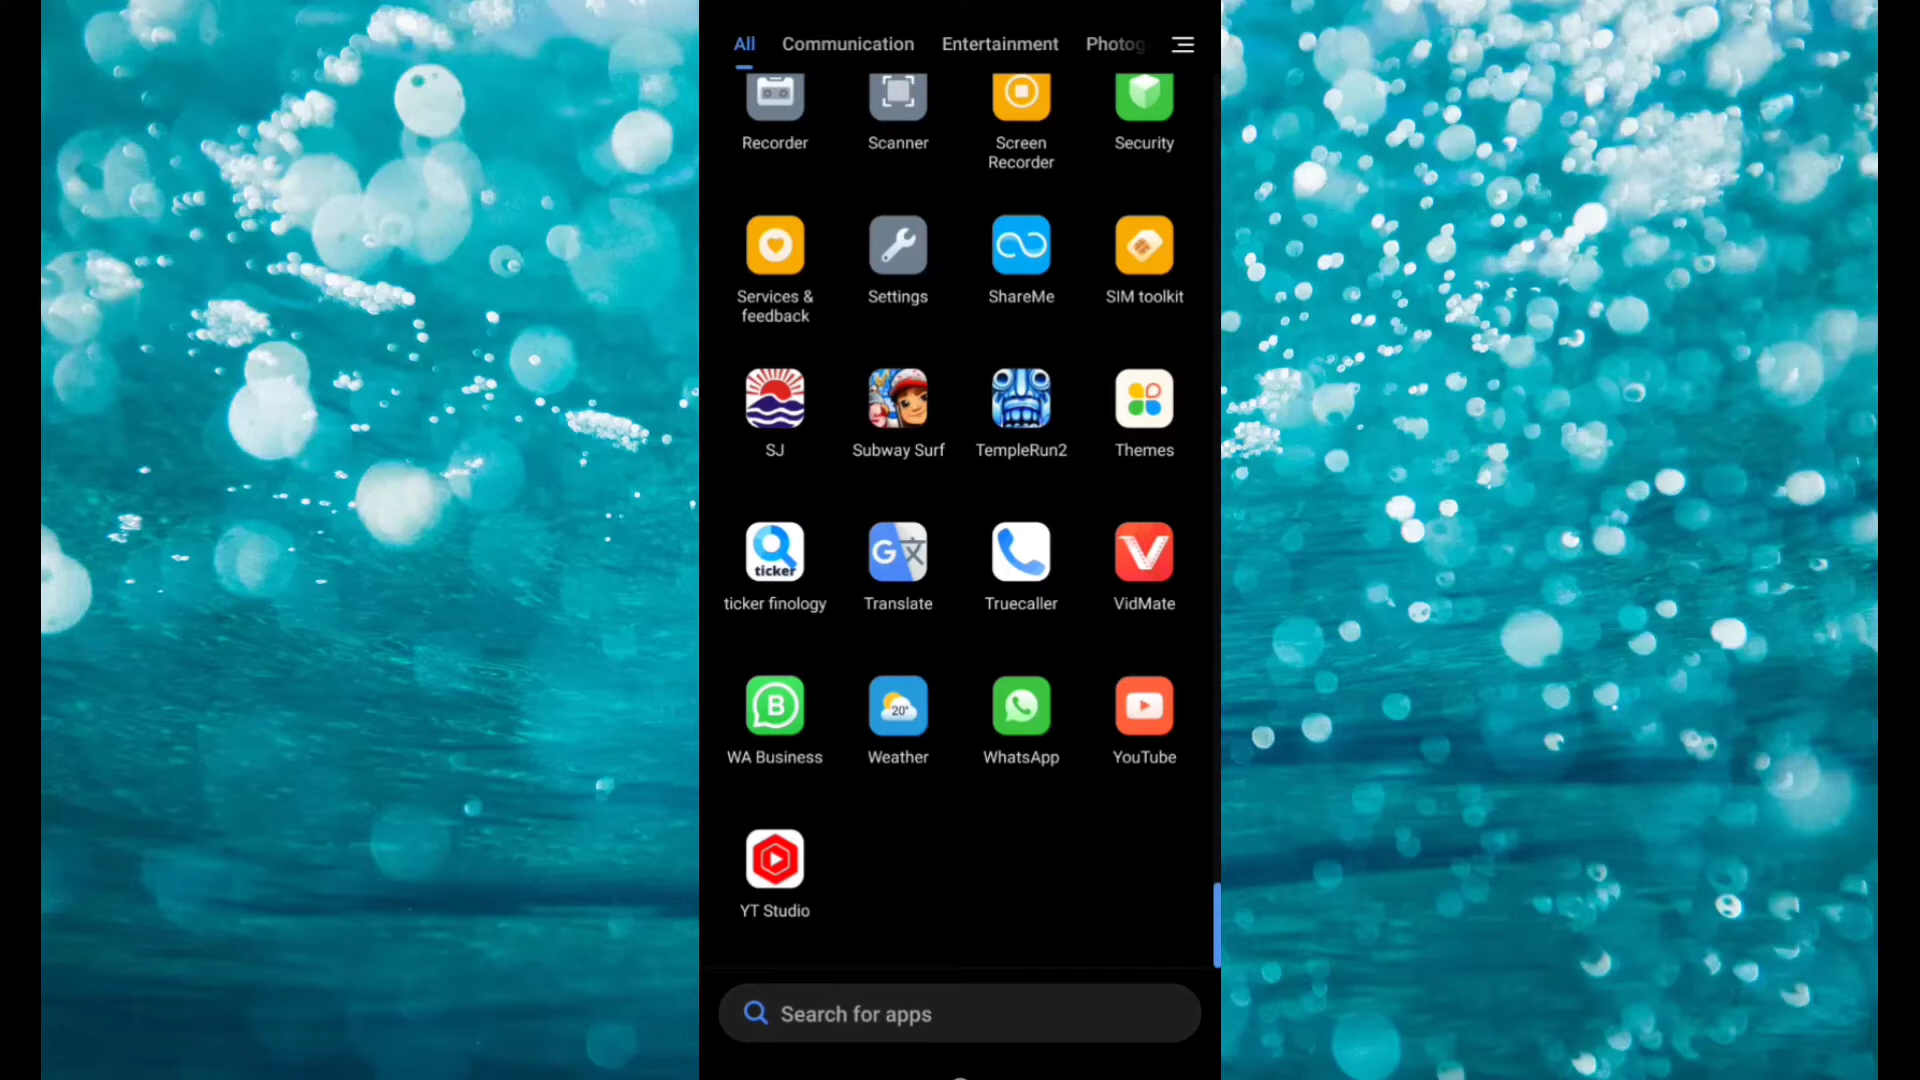 All Communication Entertainment Photog
Recorder Scanner Screen Security
Recorder
Services & Settings ShareMe SIM toolkit
feedback
SJ Subway Surf TempleRun2 Themes
ticker
G
ticker finology Translate Truecaller VidMate
B 20°
WA Business Weather WhatsApp YouTube
YT Studio
Search for apps